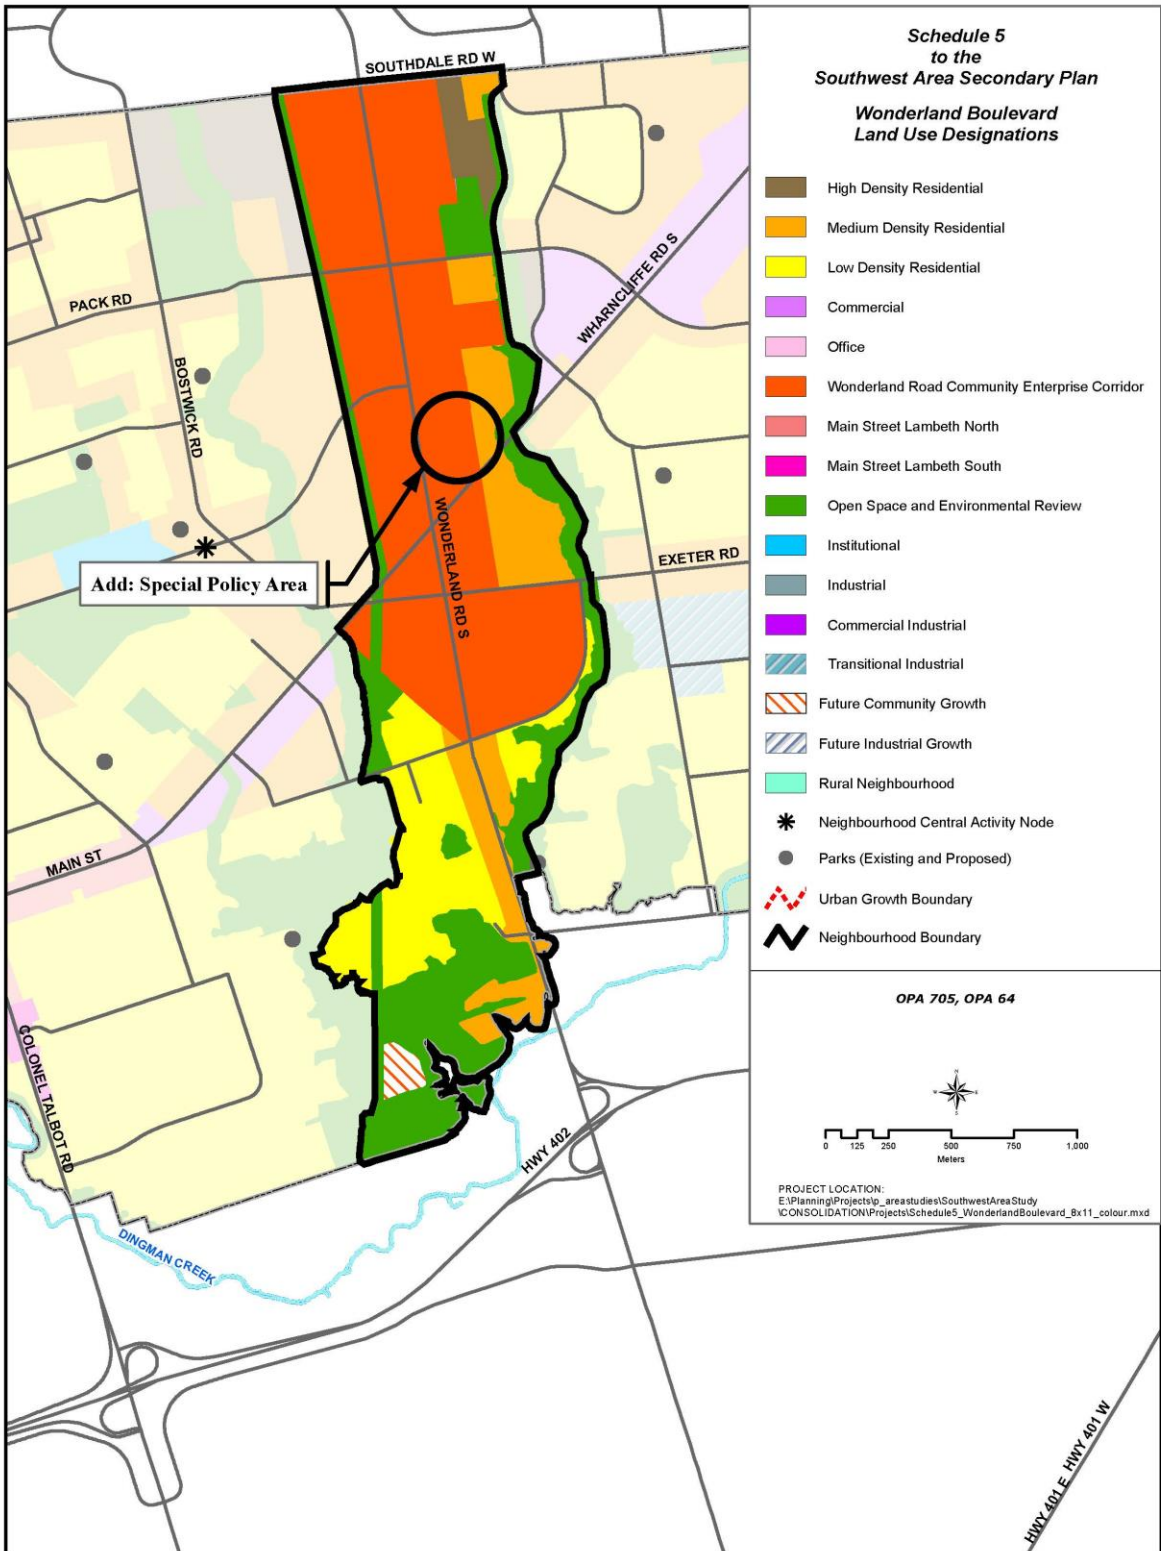 Schedule 5
to the
Southwest Area Secondary Plan
Wonderland Boulevard
Land Use Designations
High Density Residential
Medium Density Residential
Low Density Residential
Commercial
Office
Wonderland Road Community Enterprise Corridor
Main Street Lambeth North
Main Street Lambeth South
Open Space and Environmental Review
Institutional
Industrial
Commercial Industrial
Transitional Industrial
Future Community Growth
Future Industrial Growth
Rural Neighbourhood
Neighbourhood Central Activity Node
Parks (Existing and Proposed)
Urban Growth Boundary
Neighbourhood Boundary
OPA 705, OPA 64
N
W E
S
0 125 250 500 750 1,000
Meters
PROJECT LOCATION:
E:\Planning\Projects\p_areastudies\SouthwestAreaStudy
\CONSOLIDATION\Projects\Schedule5_WonderlandBoulevard_8x11_colour.mxd
SOUTHDALE RD W
PACK RD
BOSTWICK RD
WHARNCLIFFE RD S
WONDERLAND RD S
EXETER RD
Add: Special Policy Area
MAIN ST
COLONEL TALBOT RD
HWY 402
DINGMAN CREEK
HWY 401 E HWY 401 W